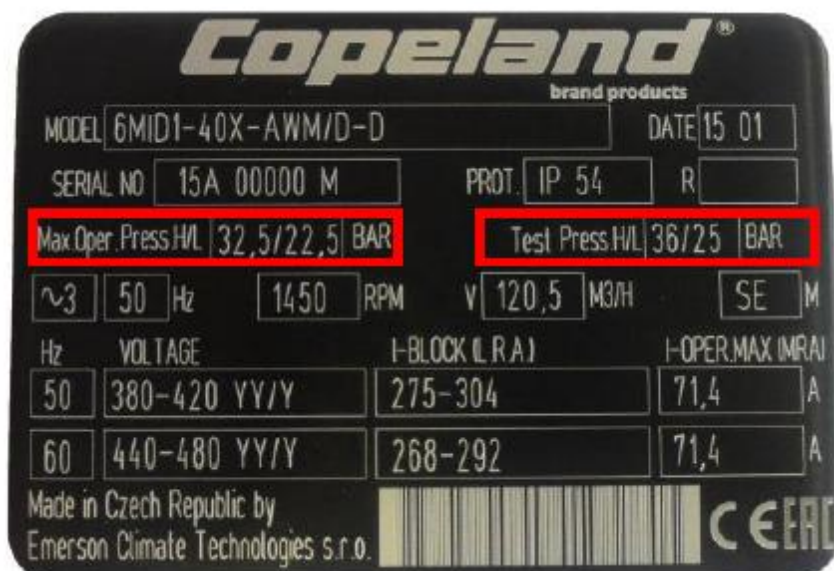 Copeland®
brand products
MODEL 6MID1-40X-AWM/D-D DATE 15 01
SERIAL NO 15A 00000 M PROT. IP 54 R
Max.Oper.Press.H/L 32,5/22,5 BAR Test Press.H/L 36/25 BAR
~3 50 Hz 1450 RPM V 120,5 M3/H SE M
Hz VOLTAGE I-BLOCK (L.R.A.) I-OPER.MAX (MRA)
50 380-420 YY/Y 275-304 71,4 A
60 440-480 YY/Y 268-292 71,4 A
Made in Czech Republic by
Emerson Climate Technologies s.r.o. CE EAC